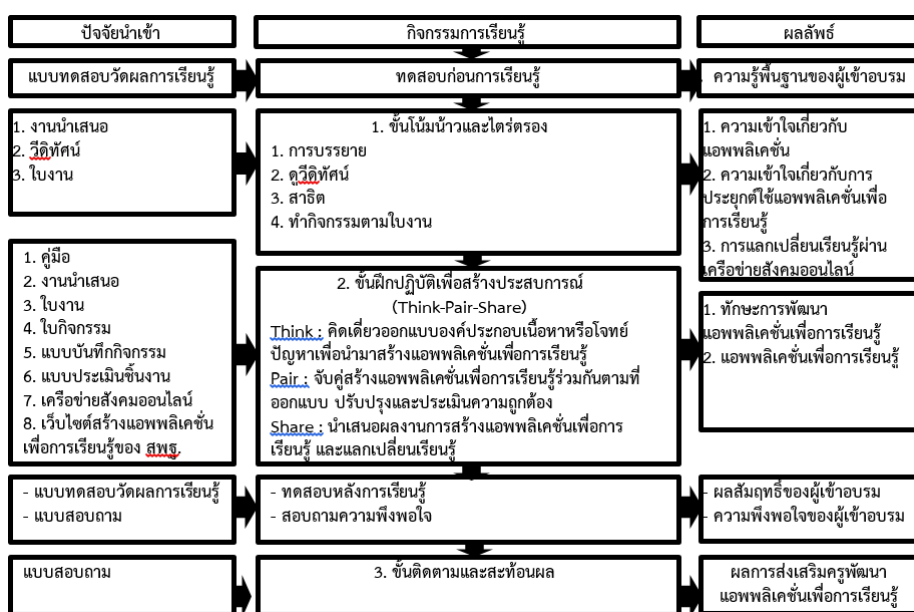 ปัจจัยนำเข้า
กิจกรรมการเรียนรู้
ผลลัพธ์
แบบทดสอบวัดผลการเรียนรู้
ทดสอบก่อนการเรียนรู้
ความรู้พื้นฐานของผู้เข้าอบรม
1. งานนำเสนอ
2. วีดิทัศน์
3. ใบงาน
1. ขั้นโน้มน้าวและไตร่ตรอง
1. การบรรยาย
2. ดูวีดิทัศน์
3. สาธิต
4. ทำกิจกรรมตามใบงาน
1. ความเข้าใจเกี่ยวกับ
แอพพลิเคชั่น
2. ความเข้าใจเกี่ยวกับการ
ประยุกต์ใช้แอพพลิเคชั่นเพื่อ
การเรียนรู้
3. การแลกเปลี่ยนเรียนรู้ผ่าน
เครือข่ายสังคมออนไลน์
1. คู่มือ
2. งานนำเสนอ
3. ใบงาน
4. ใบกิจกรรม
5. แบบบันทึกกิจกรรม
6. แบบประเมินชิ้นงาน
7. เครือข่ายสังคมออนไลน์
8. เว็บไซต์สร้างแอพพลิเคชั่น
เพื่อการเรียนรู้ของ สพฐ.
2. ขั้นฝึกปฏิบัติเพื่อสร้างประสบการณ์
(Think-Pair-Share)
Think : คิดเดี่ยวออกแบบองค์ประกอบเนื้อหาหรือโจทย์
ปัญหาเพื่อนำมาสร้างแอพพลิเคชั่นเพื่อการเรียนรู้
Pair : จับคู่สร้างแอพพลิเคชั่นเพื่อการเรียนรู้ร่วมกันตามที่
ออกแบบ ปรับปรุงและประเมินความถูกต้อง
Share : นำเสนอผลงานการสร้างแอพพลิเคชั่นเพื่อการ
เรียนรู้ และแลกเปลี่ยนเรียนรู้
1. ทักษะการพัฒนา
แอพพลิเคชั่นเพื่อการเรียนรู้
2. แอพพลิเคชั่นเพื่อการเรียนรู้
- แบบทดสอบวัดผลการเรียนรู้
- แบบสอบถาม
- ทดสอบหลังการเรียนรู้
- สอบถามความพึงพอใจ
- ผลสัมฤทธิ์ของผู้เข้าอบรม
- ความพึงพอใจของผู้เข้าอบรม
แบบสอบถาม
3. ขั้นติดตามและสะท้อนผล
ผลการส่งเสริมครูพัฒนา
แอพพลิเคชั่นเพื่อการเรียนรู้